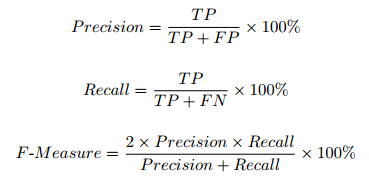 Precision = TP / TP + FP × 100%
Recall = TP / TP + FN × 100%
F-Measure = 2 × Precision × Recall / Precision + Recall × 100%